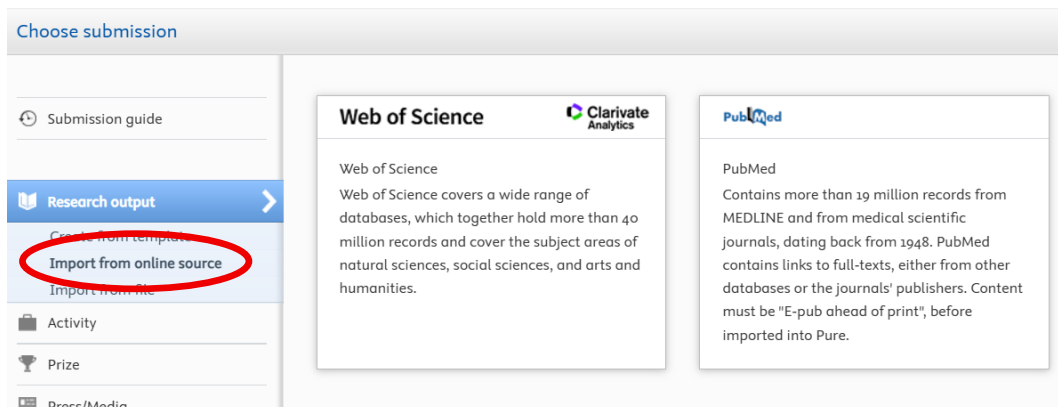 Choose submission
Submission guide
Research output
Create from template
Import from online source
Import from file
Activity
Prize
Press/Media
Web of Science
Clarivate
Analytics
Web of Science
Web of Science covers a wide range of
databases, which together hold more than 40
million records and cover the subject areas of
natural sciences, social sciences, and arts and
humanities.
PubMed
PubMed
Contains more than 19 million records from
MEDLINE and from medical scientific
journals, dating back from 1948. PubMed
contains links to full-texts, either from other
databases or the journals' publishers. Content
must be "E-pub ahead of print", before
imported into Pure.